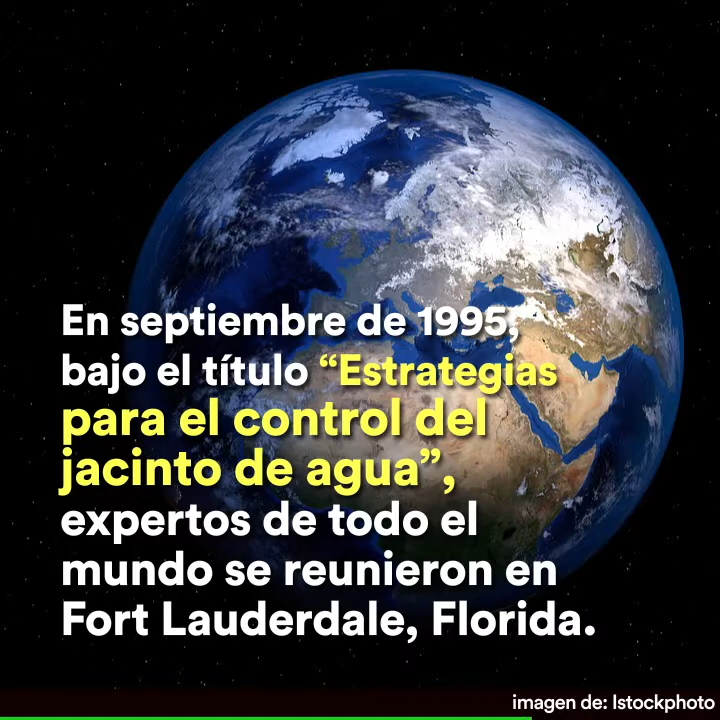 En septiembre de 1995,
bajo el título “Estrategias
para el control del
jacinto de agua”,
expertos de todo el
mundo se reunieron en
Fort Lauderdale, Florida.
imagen de: Istockphoto